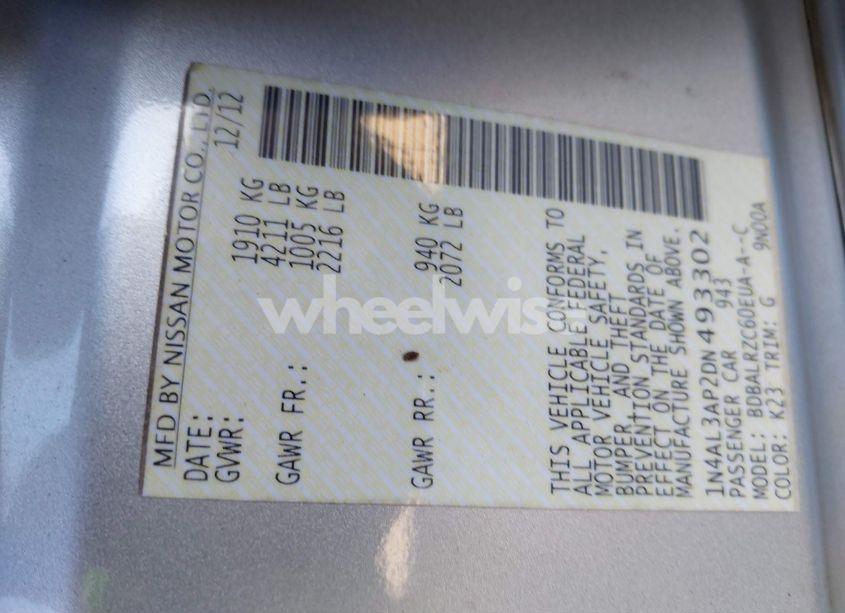 MFD BY NISSAN MOTOR CO., LTD.
DATE: 12/12
GVWR: 1910 KG
4211 LB
GAWR FR.: 1005 KG
2216 LB
GAWR RR.: 940 KG
2072 LB
THIS VEHICLE CONFORMS TO
ALL APPLICABLE FEDERAL
MOTOR VEHICLE SAFETY,
BUMPER AND THEFT
PREVENTION STANDARDS IN
EFFECT ON THE DATE OF
MANUFACTURE SHOWN ABOVE.
1N4AL3AP2DN493302
PASSENGER CAR 943
MODEL: BDBALRZC60EUA-A--C
COLOR: K23 TRIM: G 9N00A
wheelwis